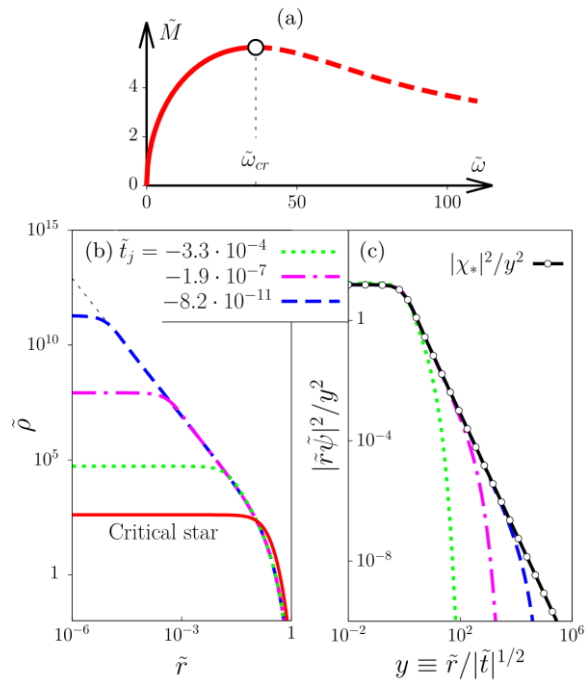 (a)
M̃
4
2
0
ω̃_cr
ω̃
0 50 100
(b) t̃_j = −3.3 · 10^−4
−1.9 · 10^−7
−8.2 · 10^−11
10^15
10^10
10^5
1
ρ̃
Critical star
10^−6 10^−3 1
r̃
(c)
|χ_*|^2/y^2
1
10^−4
10^−8
|r̃ψ̃|^2/y^2
10^−2 10^2 10^6
y ≡ r̃/|t̃|^1/2